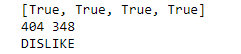 [True, True, True, True]
404 348
DISLIKE